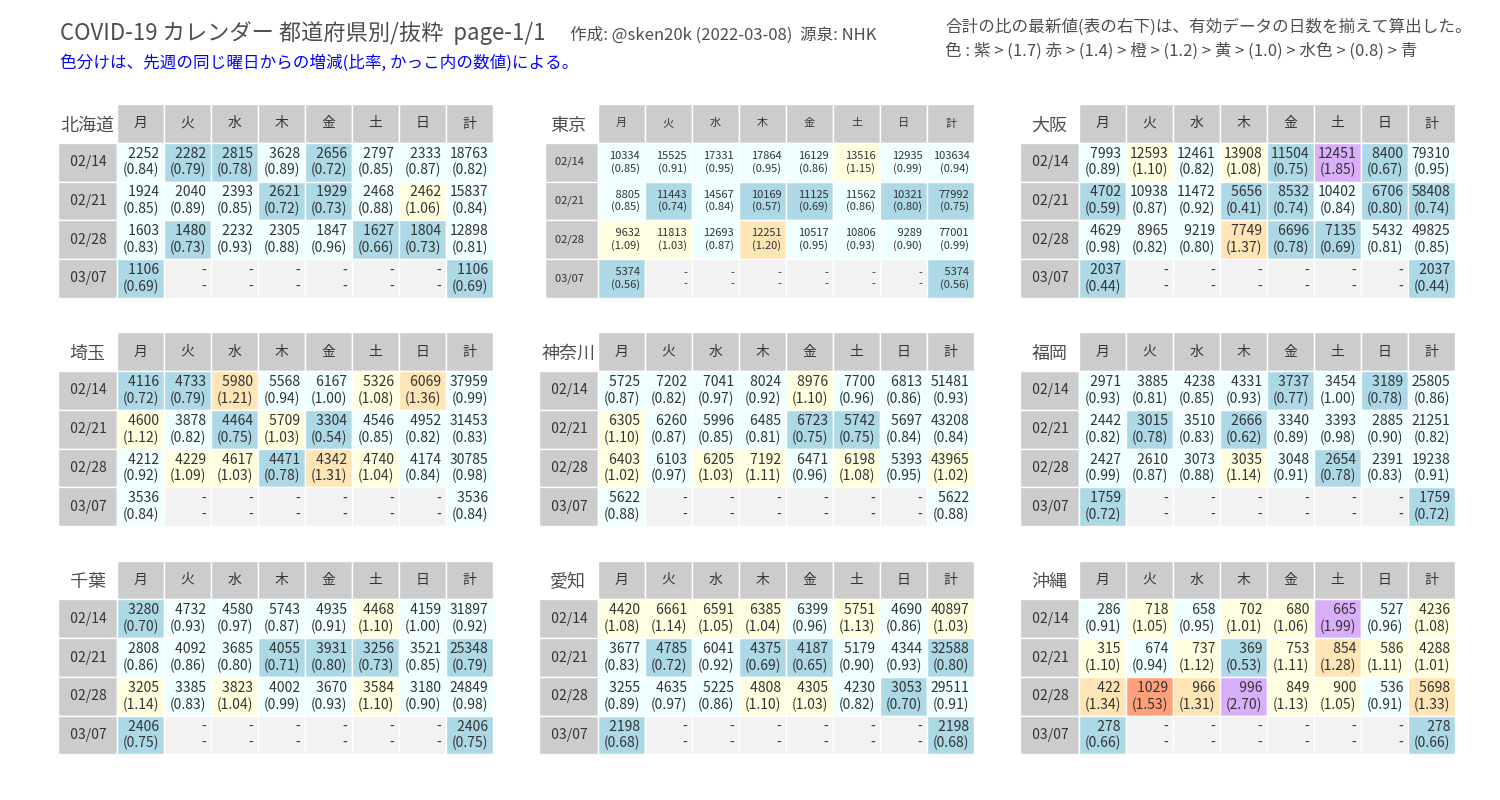 COVID-19 カレンダー 都道府県別/抜粋 page-1/1 作成: @sken20k (2022-03-08) 源泉: NHK
色分けは、先週の同じ曜日からの増減(比率, かっこ内の数値)による。
合計の比の最新値(表の右下)は、有効データの日数を揃えて算出した。
色 : 紫 > (1.7) 赤 > (1.4) 橙 > (1.2) 黄 > (1.0) > 水色 > (0.8) > 青
北海道 月 火 水 木 金 土 日 計
02/14 2252 2282 2815 3628 2656 2797 2333 18763
(0.84) (0.79) (0.78) (0.89) (0.72) (0.85) (0.87) (0.82)
02/21 1924 2040 2393 2621 1929 2468 2462 15837
(0.85) (0.89) (0.85) (0.72) (0.73) (0.88) (1.06) (0.84)
02/28 1603 1480 2232 2305 1847 1627 1804 12898
(0.83) (0.73) (0.93) (0.88) (0.96) (0.66) (0.73) (0.81)
03/07 1106 - - - - - - 1106
(0.69) - - - - - - (0.69)
東京 月 火 水 木 金 土 日 計
02/14 10334 15525 17331 17864 16129 13516 12935 103634
(0.85) (0.91) (0.95) (0.95) (0.86) (1.15) (0.99) (0.94)
02/21 8805 11443 14567 10169 11125 11562 10321 77992
(0.85) (0.74) (0.84) (0.57) (0.69) (0.86) (0.80) (0.75)
02/28 9632 11813 12693 12251 10517 10806 9289 77001
(1.09) (1.03) (0.87) (1.20) (0.95) (0.93) (0.90) (0.99)
03/07 5374 - - - - - - 5374
(0.56) - - - - - - (0.56)
大阪 月 火 水 木 金 土 日 計
02/14 7993 12593 12461 13908 11504 12451 8400 79310
(0.89) (1.10) (0.82) (1.08) (0.75) (1.85) (0.67) (0.95)
02/21 4702 10938 11472 5656 8532 10402 6706 58408
(0.59) (0.87) (0.92) (0.41) (0.74) (0.84) (0.80) (0.74)
02/28 4629 8965 9219 7749 6696 7135 5432 49825
(0.98) (0.82) (0.80) (1.37) (0.78) (0.69) (0.81) (0.85)
03/07 2037 - - - - - - 2037
(0.44) - - - - - - (0.44)
埼玉 月 火 水 木 金 土 日 計
02/14 4116 4733 5980 5568 6167 5326 6069 37959
(0.72) (0.79) (1.21) (0.94) (1.00) (1.08) (1.36) (0.99)
02/21 4600 3878 4464 5709 3304 4546 4952 31453
(1.12) (0.82) (0.75) (1.03) (0.54) (0.85) (0.82) (0.83)
02/28 4212 4229 4617 4471 4342 4740 4174 30785
(0.92) (1.09) (1.03) (0.78) (1.31) (1.04) (0.84) (0.98)
03/07 3536 - - - - - - 3536
(0.84) - - - - - - (0.84)
神奈川 月 火 水 木 金 土 日 計
02/14 5725 7202 7041 8024 8976 7700 6813 51481
(0.87) (0.82) (0.97) (0.92) (1.10) (0.96) (0.86) (0.93)
02/21 6305 6260 5996 6485 6723 5742 5697 43208
(1.10) (0.87) (0.85) (0.81) (0.75) (0.75) (0.84) (0.84)
02/28 6403 6103 6205 7192 6471 6198 5393 43965
(1.02) (0.97) (1.03) (1.11) (0.96) (1.08) (0.95) (1.02)
03/07 5622 - - - - - - 5622
(0.88) - - - - - - (0.88)
福岡 月 火 水 木 金 土 日 計
02/14 2971 3885 4238 4331 3737 3454 3189 25805
(0.93) (0.81) (0.85) (0.93) (0.77) (1.00) (0.78) (0.86)
02/21 2442 3015 3510 2666 3340 3393 2885 21251
(0.82) (0.78) (0.83) (0.62) (0.89) (0.98) (0.90) (0.82)
02/28 2427 2610 3073 3035 3048 2654 2391 19238
(0.99) (0.87) (0.88) (1.14) (0.91) (0.78) (0.83) (0.91)
03/07 1759 - - - - - - 1759
(0.72) - - - - - - (0.72)
千葉 月 火 水 木 金 土 日 計
02/14 3280 4732 4580 5743 4935 4468 4159 31897
(0.70) (0.93) (0.97) (0.87) (0.91) (1.10) (1.00) (0.92)
02/21 2808 4092 3686 4055 3931 3256 3521 25348
(0.86) (0.86) (0.80) (0.71) (0.80) (0.73) (0.85) (0.79)
02/28 3205 3385 3823 4002 3670 3584 3180 24849
(1.14) (0.83) (1.04) (0.99) (0.93) (1.10) (0.90) (0.98)
03/07 2406 - - - - - - 2406
(0.75) - - - - - - (0.75)
愛知 月 火 水 木 金 土 日 計
02/14 4420 6661 6591 6385 6399 5751 4690 40897
(1.08) (1.14) (1.05) (1.04) (0.96) (1.13) (0.86) (1.03)
02/21 3677 4785 6041 4375 4187 5179 4344 32588
(0.83) (0.72) (0.92) (0.69) (0.65) (0.90) (0.93) (0.80)
02/28 3255 4635 5225 4808 4305 4230 3053 29511
(0.89) (0.97) (0.86) (1.10) (1.03) (0.82) (0.70) (0.91)
03/07 2198 - - - - - - 2198
(0.68) - - - - - - (0.68)
沖縄 月 火 水 木 金 土 日 計
02/14 286 718 658 702 680 665 527 4236
(0.91) (1.05) (0.95) (1.01) (1.06) (1.99) (0.96) (1.08)
02/21 315 674 737 369 753 854 586 4288
(1.10) (0.94) (1.12) (0.53) (1.11) (1.28) (1.11) (1.01)
02/28 422 1029 966 996 849 900 536 5698
(1.34) (1.53) (1.31) (2.70) (1.13) (1.05) (0.91) (1.33)
03/07 278 - - - - - - 278
(0.66) - - - - - - (0.66)